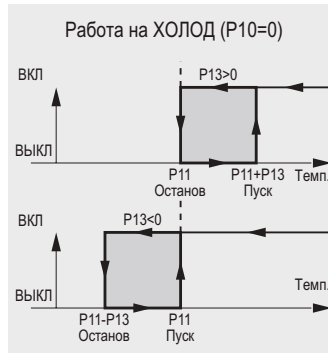 Работа на ХОЛОД (P10=0)
ВКЛ
P13>0
ВЫКЛ
P11
P11+P13
Темп.
Останов
Пуск
ВКЛ
P13<0
Темп.
ВЫКЛ
P11-P13
P11
Останов
Пуск